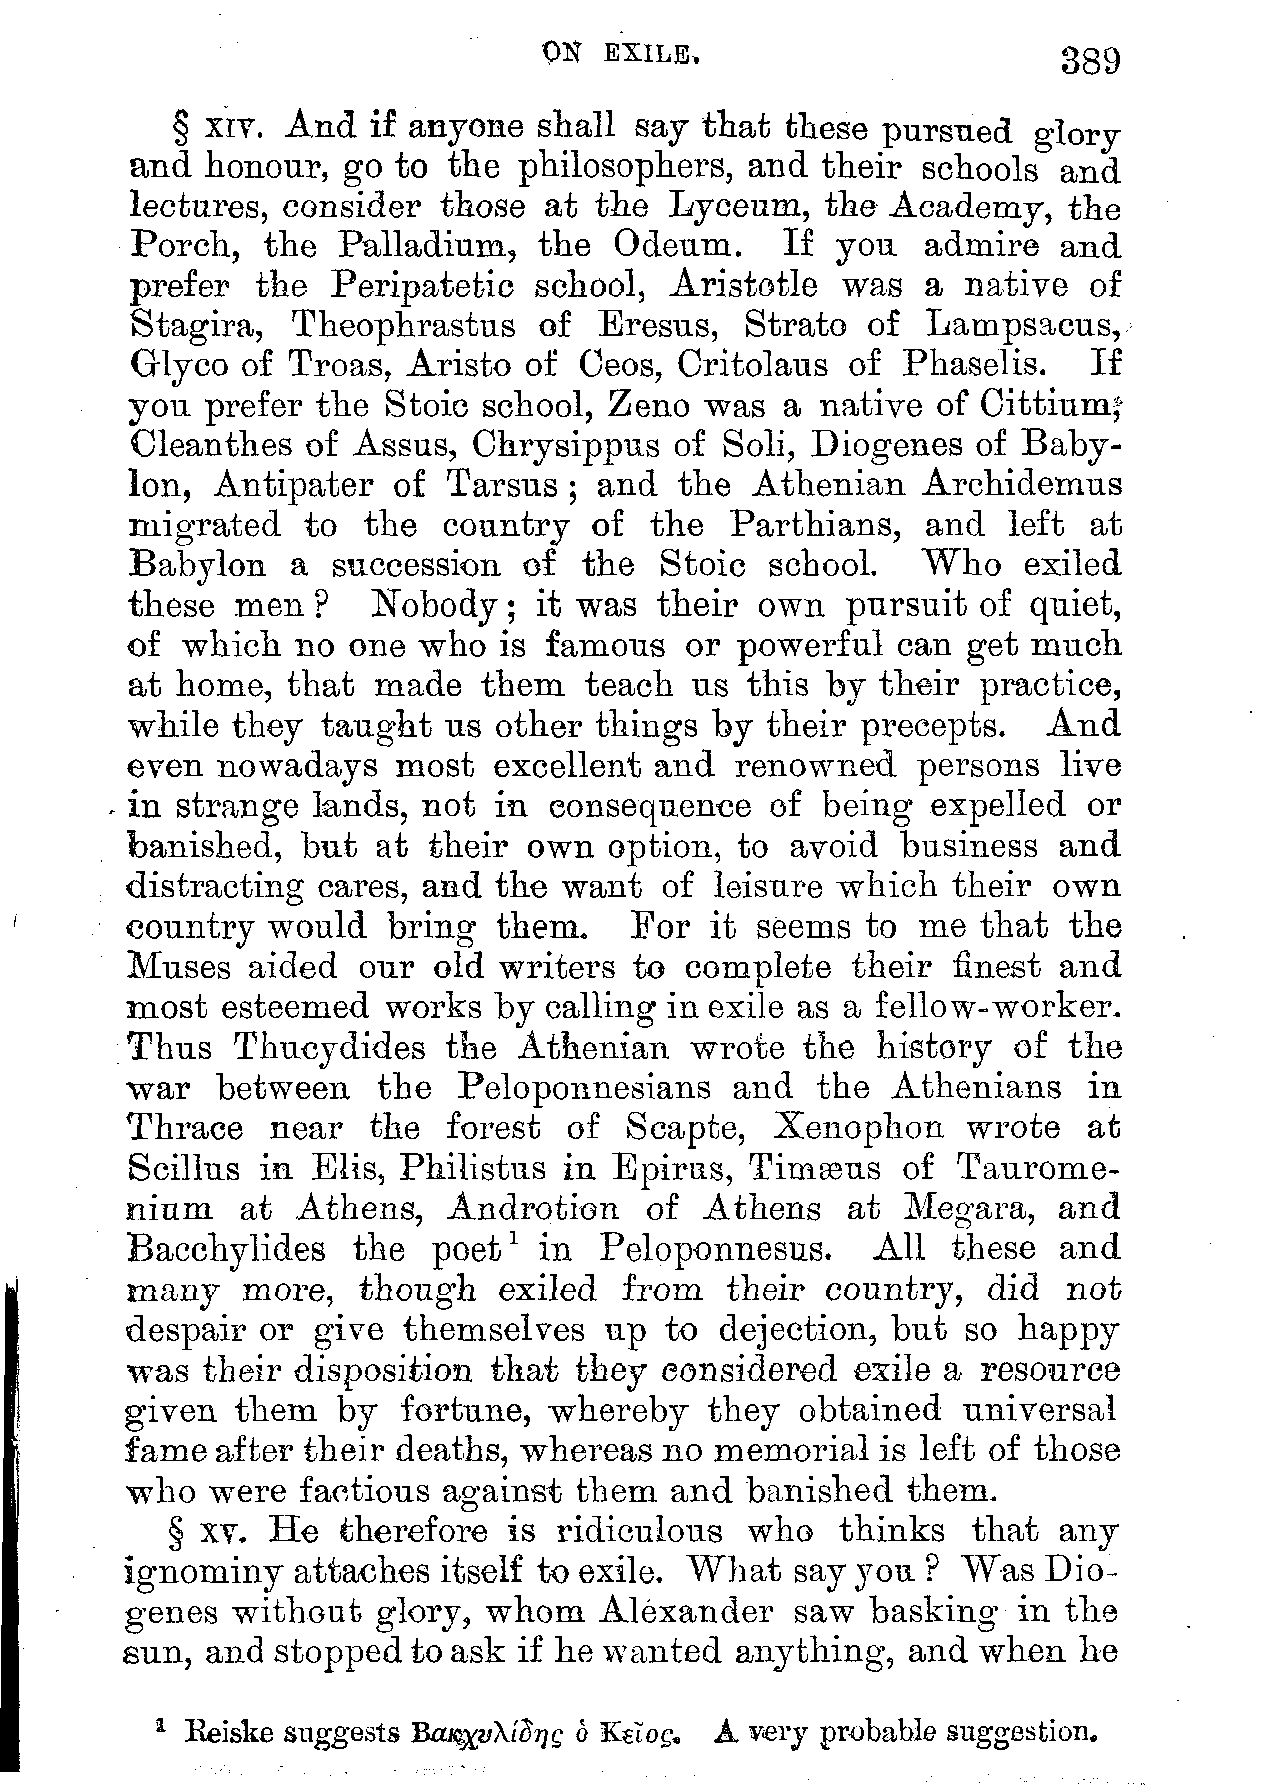 ON EXILE. 389
§ XIV. And if anyone shall say that these pursued glory
and honour, go to the philosophers, and their schools and
lectures, consider those at the Lyceum, the Academy, the
Porch, the Palladium, the Odeum. If you admire and
prefer the Peripatetic school, Aristotle was a native of
Stagira, Theophrastus of Eresus, Strato of Lampsacus,
Glyco of Troas, Aristo of Ceos, Critolaus of Phaselis. If
you prefer the Stoic school, Zeno was a native of Cittium,
Cleanthes of Assus, Chrysippus of Soli, Diogenes of Baby-
lon, Antipater of Tarsus; and the Athenian Archidemus
migrated to the country of the Parthians, and left at
Babylon a succession of the Stoic school. Who exiled
these men? Nobody; it was their own pursuit of quiet,
of which no one who is famous or powerful can get much
at home, that made them teach us this by their practice,
while they taught us other things by their precepts. And
even nowadays most excellent and renowned persons live
in strange lands, not in consequence of being expelled or
banished, but at their own option, to avoid business and
distracting cares, and the want of leisure which their own
country would bring them. For it seems to me that the
Muses aided our old writers to complete their finest and
most esteemed works by calling in exile as a fellow-worker.
Thus Thucydides the Athenian wrote the history of the
war between the Peloponnesians and the Athenians in
Thrace near the forest of Scapte, Xenophon wrote at
Scillus in Elis, Philistus in Epirus, Timæus of Taurome-
nium at Athens, Androtion of Athens at Megara, and
Bacchylides the poet¹ in Peloponnesus. All these and
many more, though exiled from their country, did not
despair or give themselves up to dejection, but so happy
was their disposition that they considered exile a resource
given them by fortune, whereby they obtained universal
fame after their deaths, whereas no memorial is left of those
who were factious against them and banished them.
§ XV. He therefore is ridiculous who thinks that any
ignominy attaches itself to exile. What say you? Was Dio-
genes without glory, whom Alexander saw basking in the
sun, and stopped to ask if he wanted anything, and when he
¹ Reiske suggests Βακχυλίδης ὁ Κεῖος. A very probable suggestion.